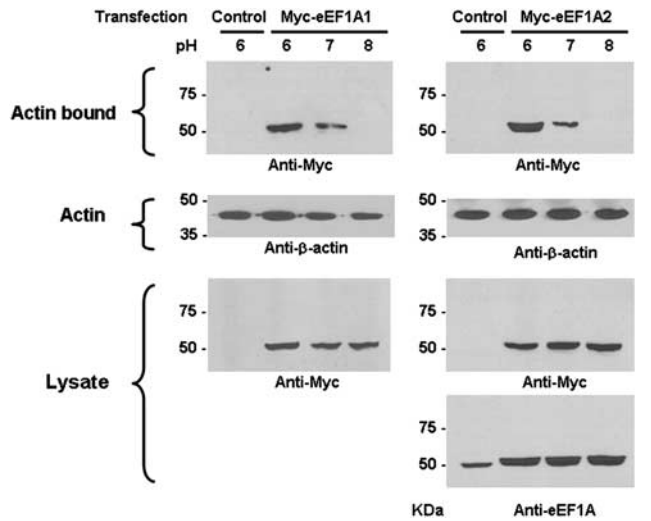 Transfection Control Myc-eEF1A1 Control Myc-eEF1A2
pH 6 6 7 8 6 6 7 8
Actin bound
75 -
50 -
Anti-Myc
75 -
50 -
Anti-Myc
Actin
50 -
35 -
Anti-β-actin
50 -
35 -
Anti-β-actin
Lysate
75 -
50 -
Anti-Myc
75 -
50 -
Anti-Myc
75 -
50 -
KDa Anti-eEF1A